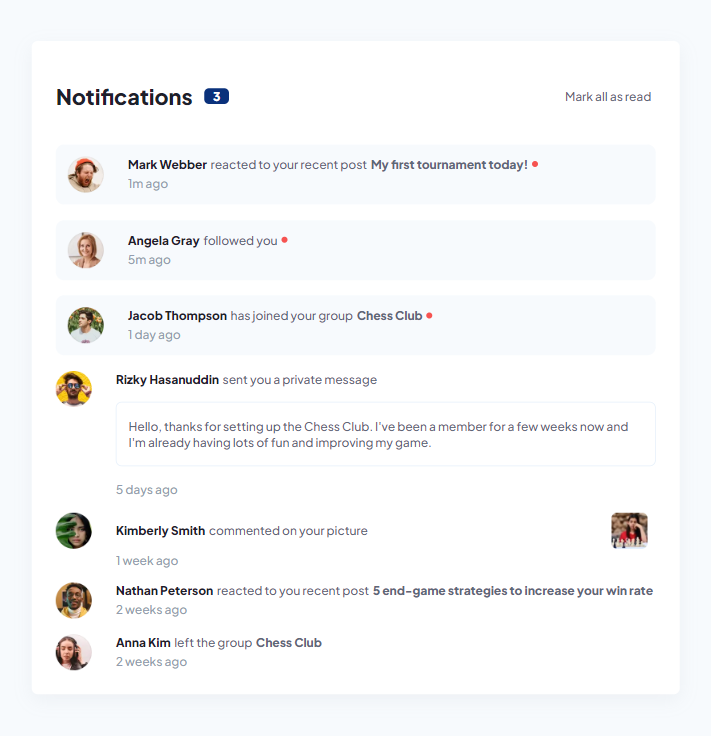 Notifications 3
Mark all as read
Mark Webber reacted to your recent post My first tournament today!
1m ago
Angela Gray followed you
5m ago
Jacob Thompson has joined your group Chess Club
1 day ago
Rizky Hasanuddin sent you a private message
Hello, thanks for setting up the Chess Club. I've been a member for a few weeks now and
I'm already having lots of fun and improving my game.
5 days ago
Kimberly Smith commented on your picture
1 week ago
Nathan Peterson reacted to you recent post 5 end-game strategies to increase your win rate
2 weeks ago
Anna Kim left the group Chess Club
2 weeks ago